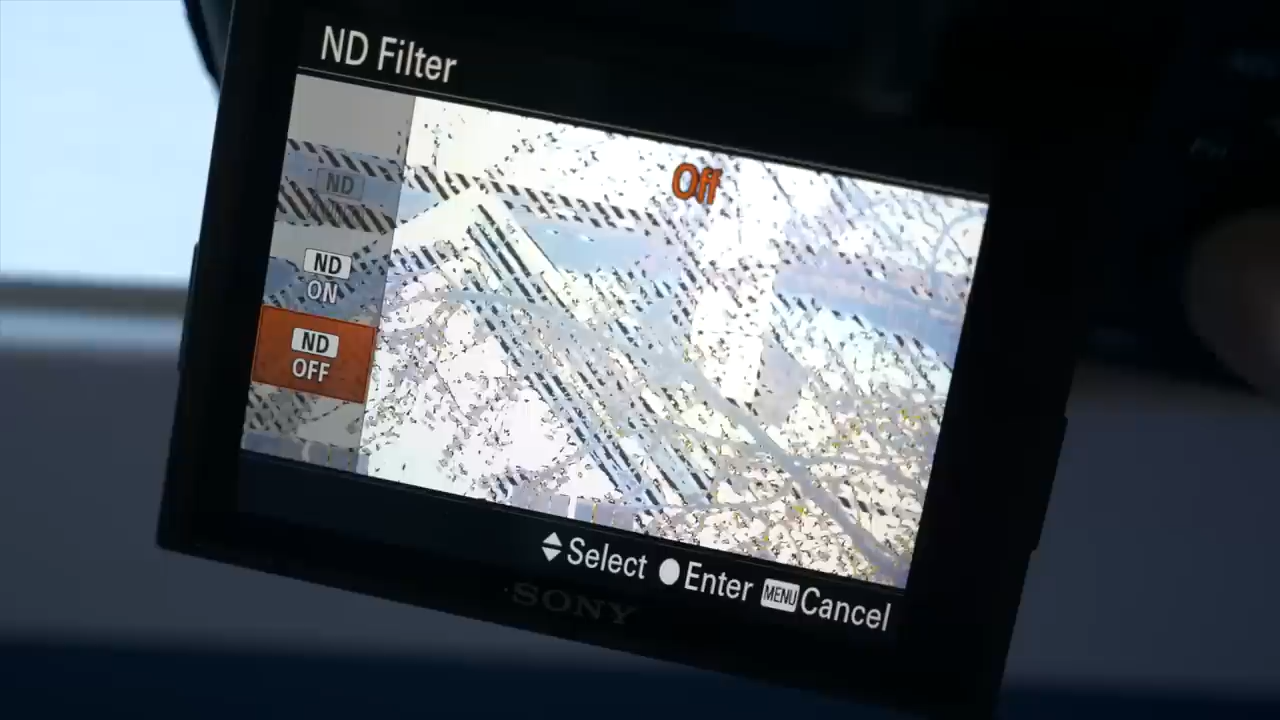 ND Filter
Off
ND
ND
ON
ND
OFF
Select Enter MENU Cancel
SONY